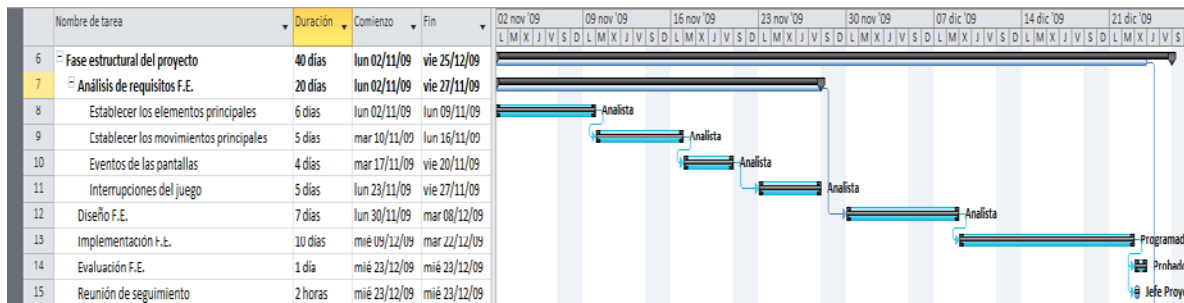 Nombre de tarea Duración Comienzo Fin 02 nov '09 09 nov '09 16 nov '09 23 nov '09 30 nov '09 07 dic '09 14 dic '09 21 dic '09
L M X J V S D L M X J V S D L M X J V S D L M X J V S D L M X J V S D L M X J V S D L M X J V S D L M X J V S
6 Fase estructural del proyecto 40 días lun 02/11/09 vie 25/12/09
7 Análisis de requisitos F.E. 20 días lun 02/11/09 vie 27/11/09
8 Establecer los elementos principales 6 días lun 02/11/09 lun 09/11/09 Analista
9 Establecer los movimientos principales 5 días mar 10/11/09 lun 16/11/09 Analista
10 Eventos de las pantallas 4 días mar 17/11/09 vie 20/11/09 Analista
11 Interrupciones del juego 5 días lun 23/11/09 vie 27/11/09 Analista
12 Diseño F.E. 7 días lun 30/11/09 mar 08/12/09 Analista
13 Implementación F.E. 10 días mié 09/12/09 mar 22/12/09 Programad
14 Evaluación F.E. 1 día mié 23/12/09 mié 23/12/09 Probado
15 Reunión de seguimiento 2 horas mié 23/12/09 mié 23/12/09 Jefe Proy